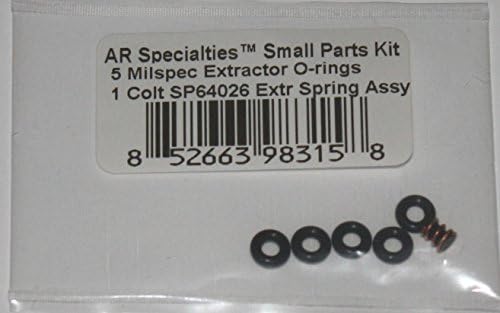 AR Specialties™ Small Parts Kit
5 Milspec Extractor O-rings
1 Colt SP64026 Extr Spring Assy
8 52663 98315 8